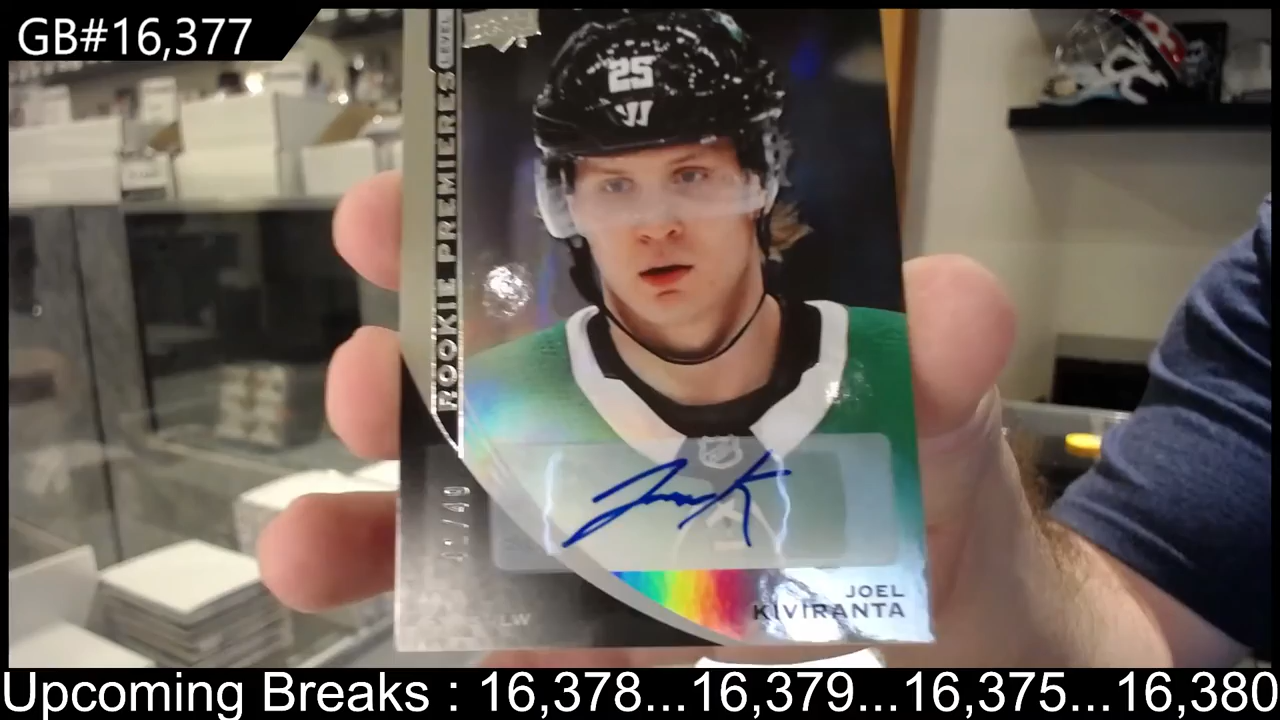 GB#16,377
ROOKIE PREMIERES LEVEL
25
JOEL
KIVIRANTA
LW
Upcoming Breaks : 16,378...16,379...16,375...16,380